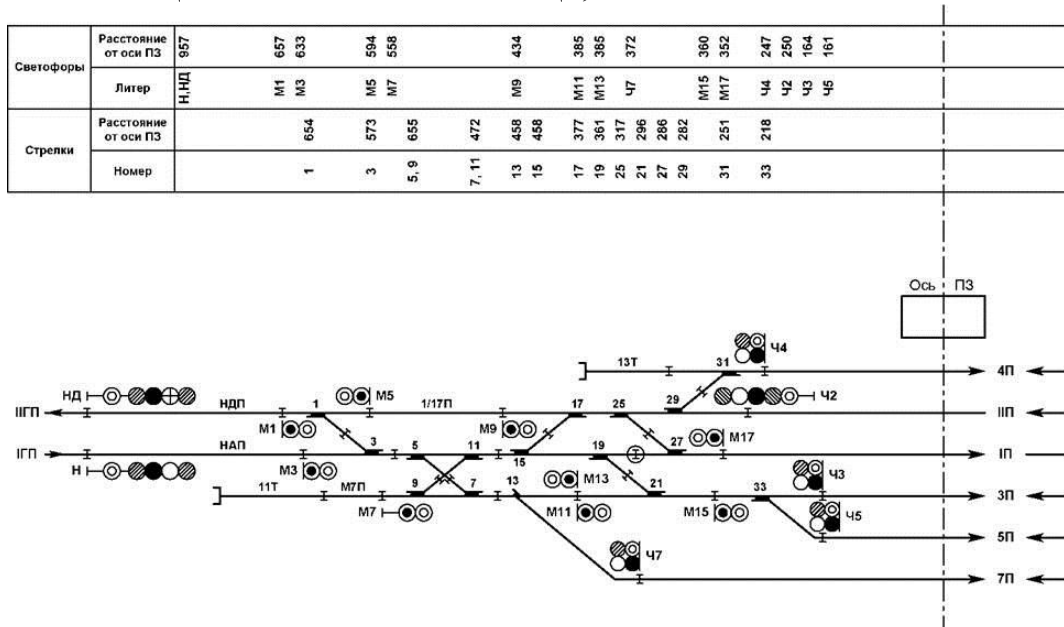 Светофоры
Расстояние
от оси ПЗ
957 657 633 594 558 434 385 385 372 360 352 247 250 164 161
Литер
Н,НД М1 М3 М5 М7 М9 М11 М13 Ч7 М15 М17 Ч4 Ч2 Ч3 Ч5
Стрелки
Расстояние
от оси ПЗ
654 573 655 472 458 458 377 361 317 296 286 282 251 218
Номер
1 3 5, 9 7, 11 13 15 17 19 25 21 27 29 31 33
Ось ПЗ
Ч4
13Т 31 4П
НД М5 Ч2
IIГП НДП 1 1/17П 17 25 29 IIП
М1 М9 М17
IГП НАП 3 5 11 15 19 27 IП
Н М3 М13 Ч3
11Т М7П 9 7 13 21 33 3П
М7 М11 М15 Ч5
5П
Ч7
7П